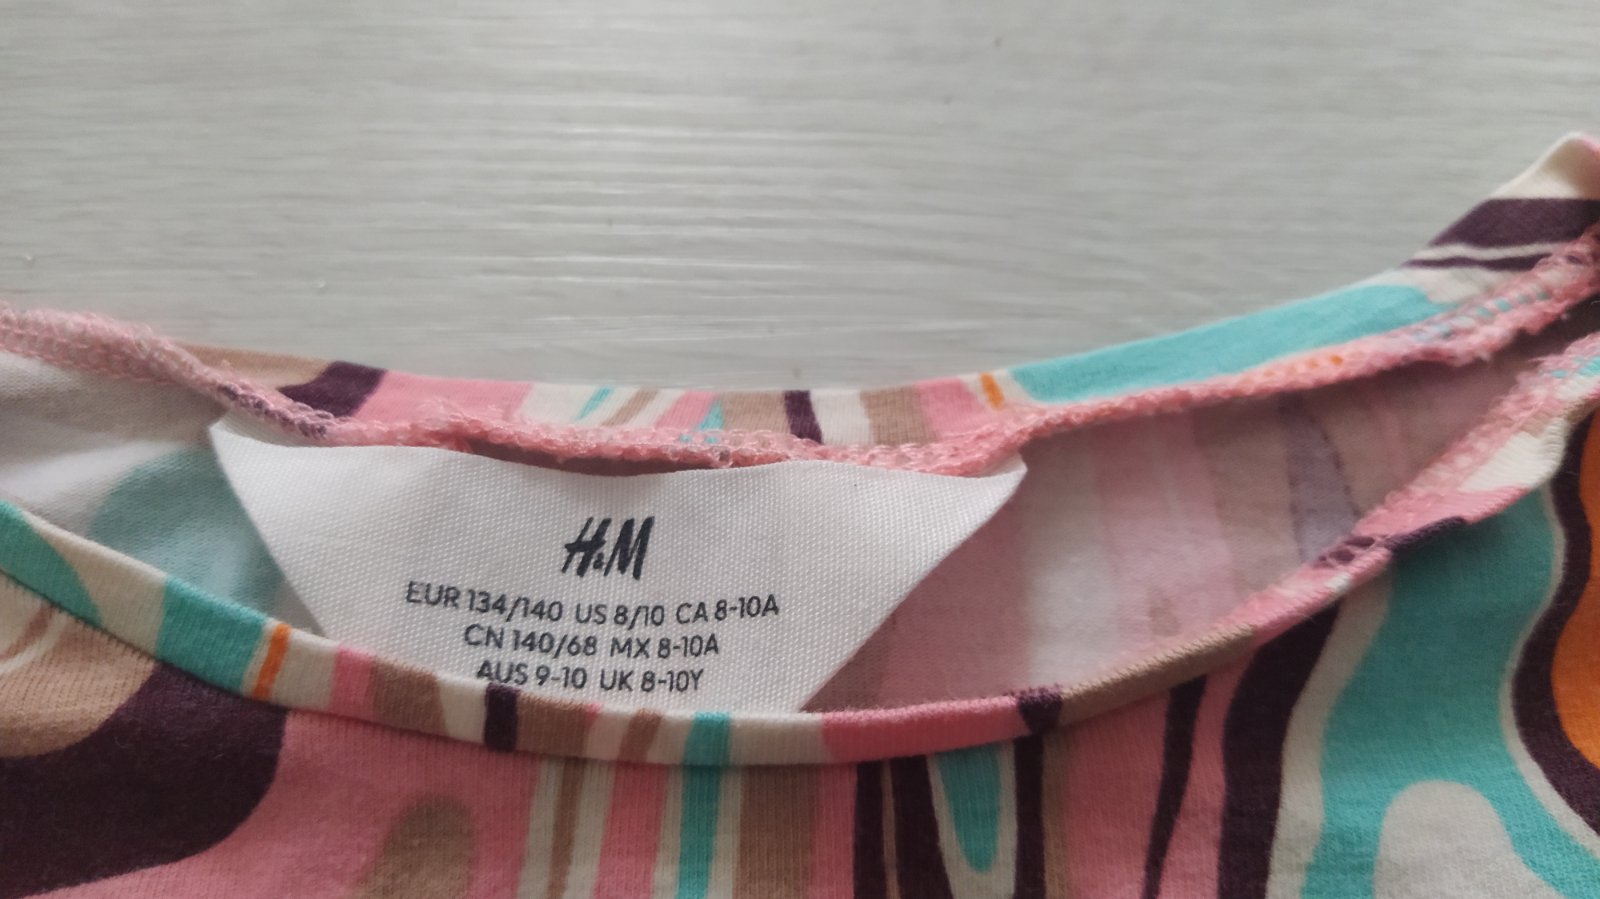 H&M
EUR 134/140 US 8/10 CA 8-10A
CN 140/68 MX 8-10A
AUS 9-10 UK 8-10Y